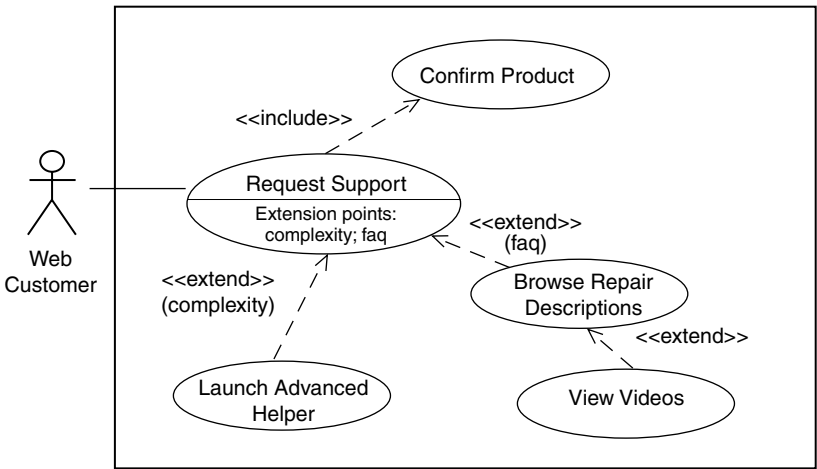 Confirm Product
<<include>>
Request Support
Extension points:
complexity; faq
<<extend>>
(faq)
Web
Customer
<<extend>>
(complexity)
Browse Repair
Descriptions
<<extend>>
Launch Advanced
Helper
View Videos